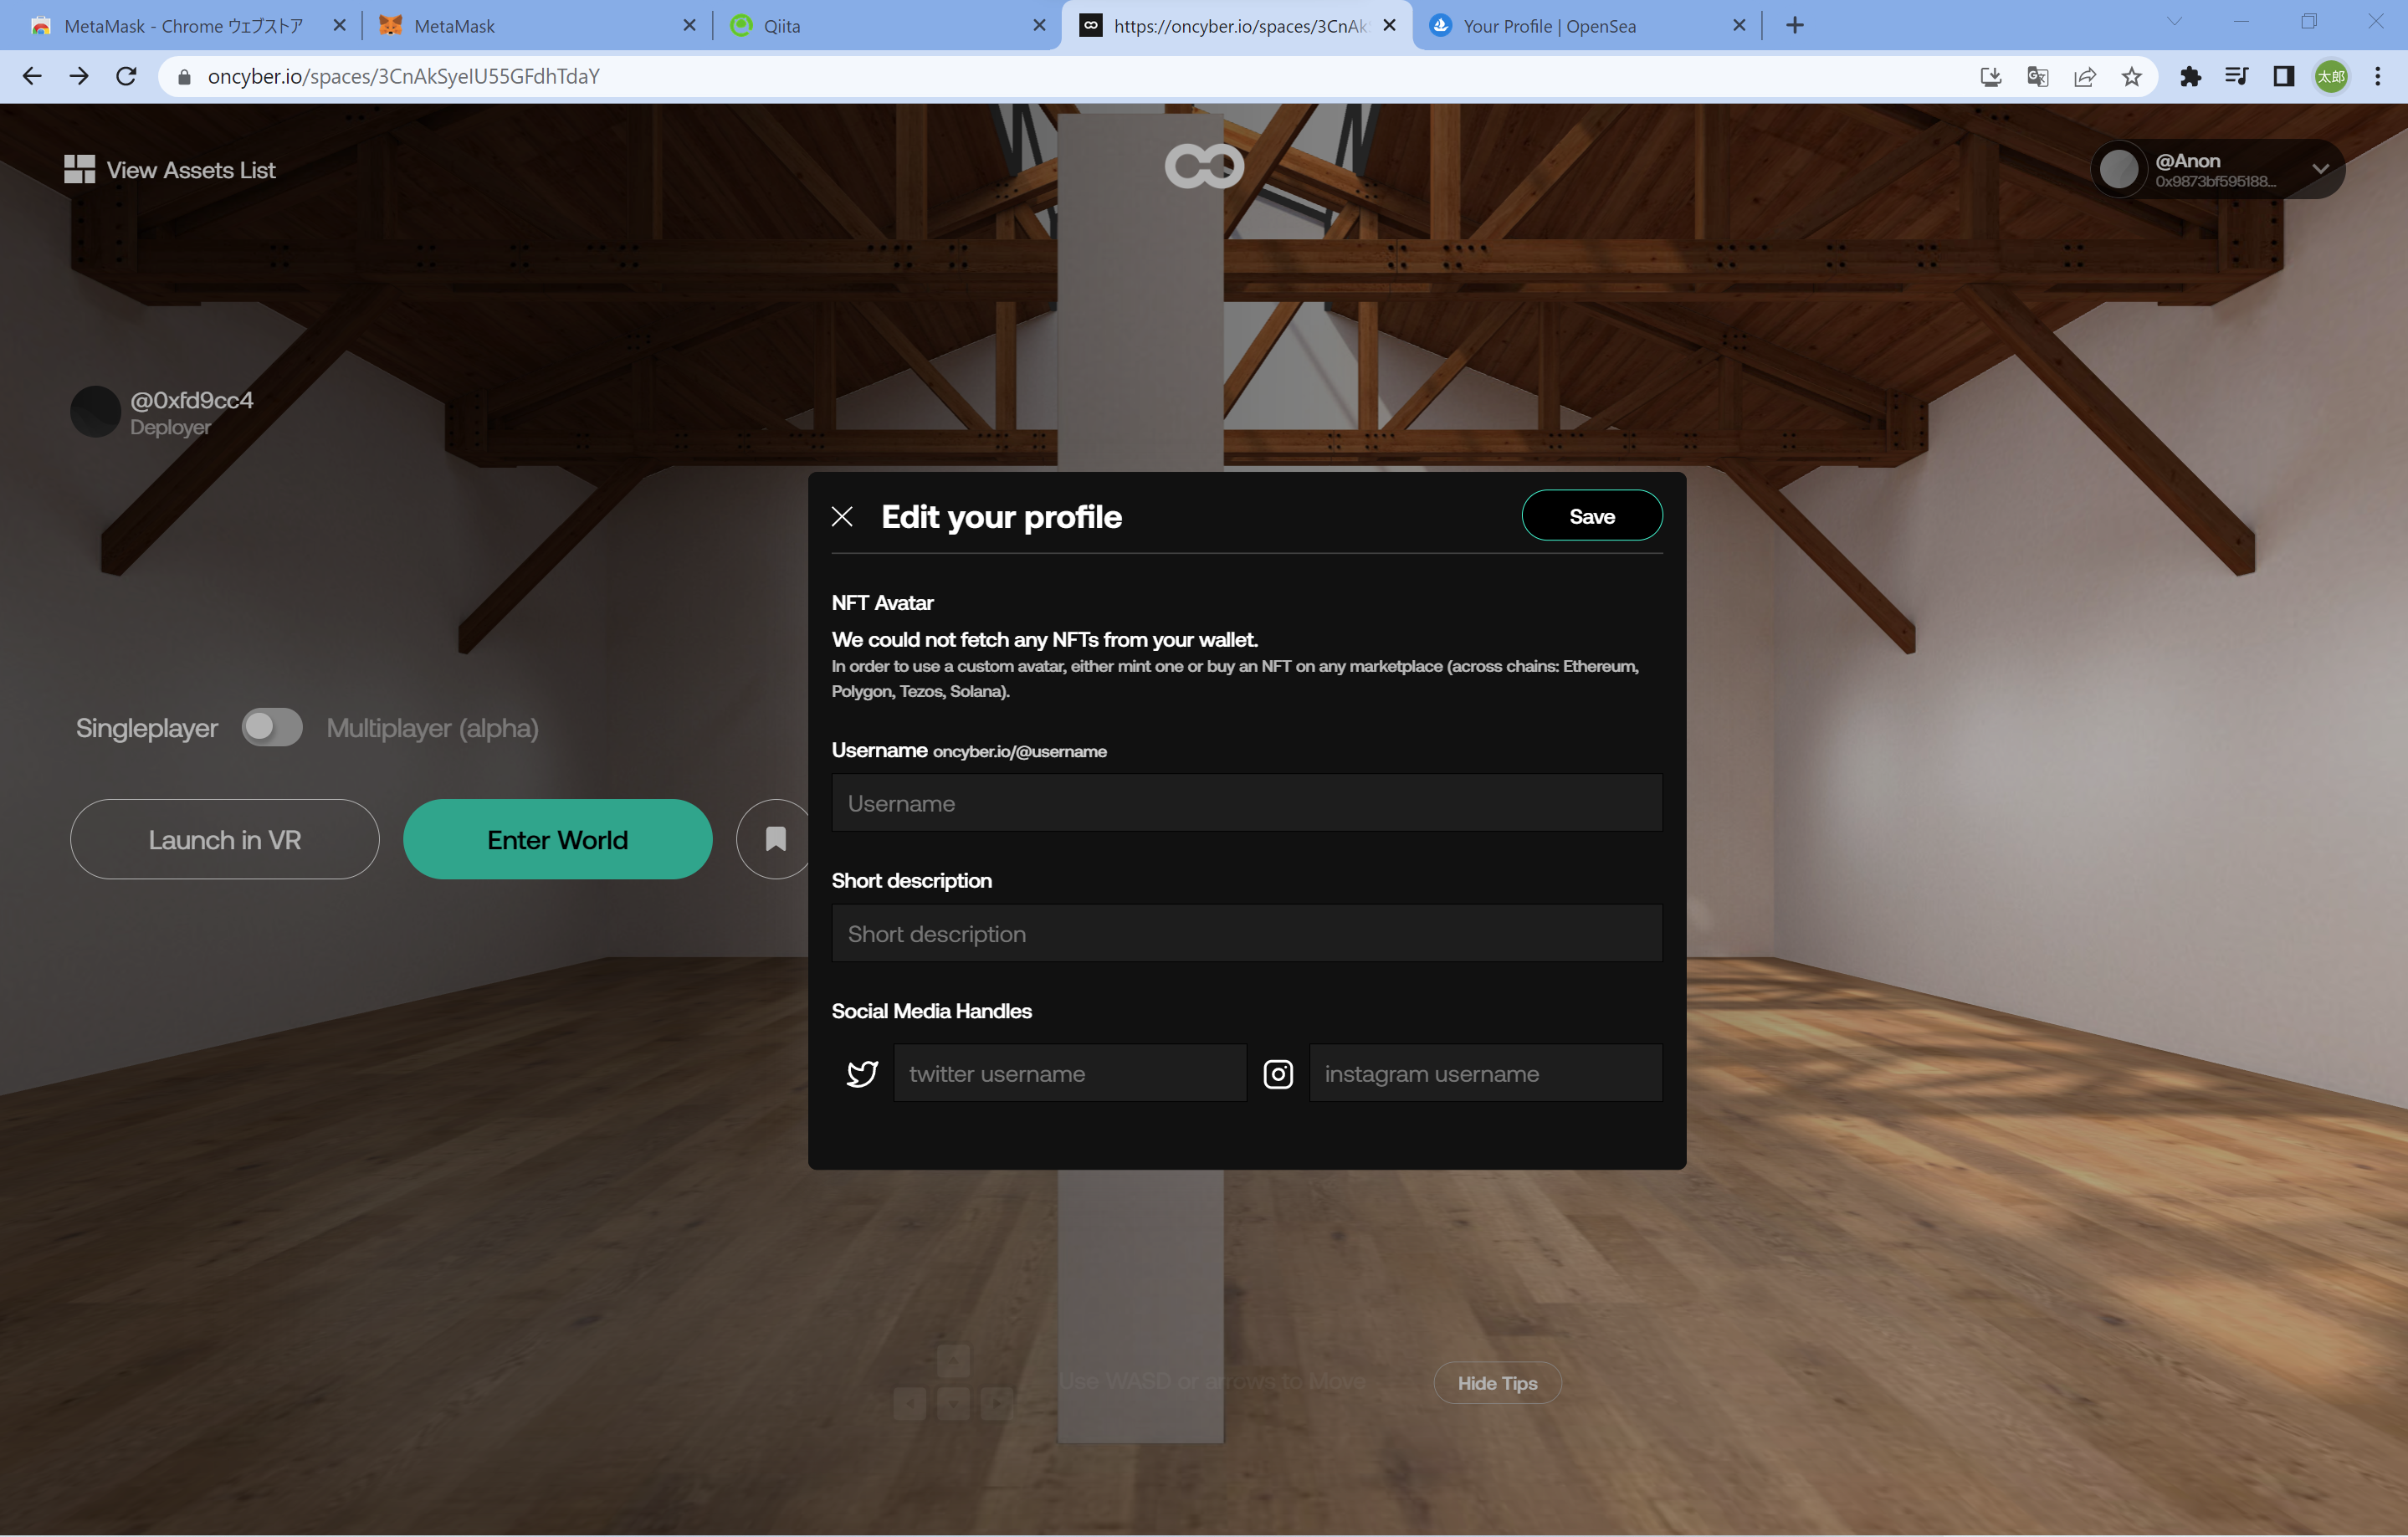 MetaMask - Chrome ウェブストア
MetaMask
Qiita
https://oncyber.io/spaces/3CnAk
Your Profile | OpenSea
oncyber.io/spaces/3CnAkSyeIU55GFdhTdaY
太郎
View Assets List
@Anon
0x9873bf595188...
@0xfd9cc4
Deployer
Singleplayer
Multiplayer (alpha)
Launch in VR
Enter World
Edit your profile
Save
NFT Avatar
We could not fetch any NFTs from your wallet.
In order to use a custom avatar, either mint one or buy an NFT on any marketplace (across chains: Ethereum,
Polygon, Tezos, Solana).
Username oncyber.io/@username
Username
Short description
Short description
Social Media Handles
twitter username
instagram username
Use WASD or arrows to Move
Hide Tips